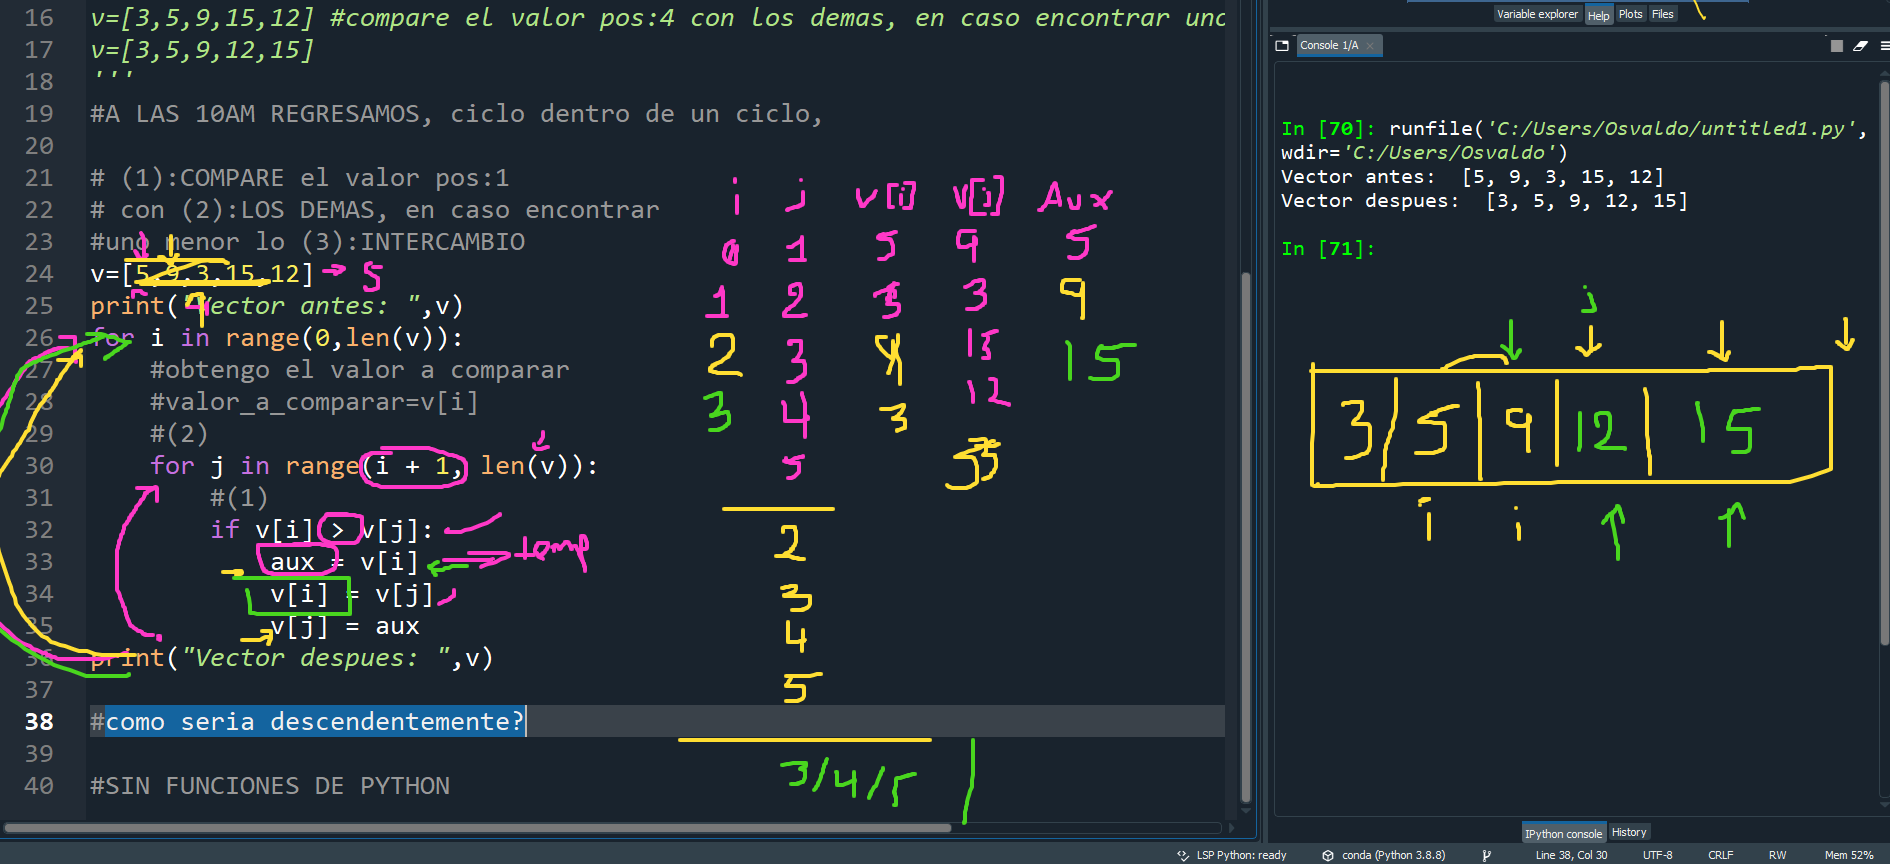 16 v=[3,5,9,15,12] #compare el valor pos:4 con los demas, en caso encontrar uno
17 v=[3,5,9,12,15]
18 '''
19 #A LAS 10AM REGRESAMOS, ciclo dentro de un ciclo,
20
21 # (1):COMPARE el valor pos:1
22 # con (2):LOS DEMAS, en caso encontrar
23 #uno menor lo (3):INTERCAMBIO
24 v=[5,9,3,15,12] → 5
25 print("Vector antes: ",v)
26 for i in range(0,len(v)):
27 #obtengo el valor a comparar
28 #valor_a_comparar=v[i]
29 #(2)
30 for j in range(i + 1, len(v)):
31 #(1)
32 if v[i] > v[j]:
33 aux = v[i] temp
34 v[i] = v[j]
35 v[j] = aux
36 print("Vector despues: ",v)
37
38 #como seria descendentemente?
39
40 #SIN FUNCIONES DE PYTHON
i j v[i] v[j] Aux
0 1 5 9 5
1 2 3 9
2 3 15 15
3 4 3 12
5
2
3
4
5
3/4/5
Variable explorer Help Plots Files
Console 1/A
In [70]: runfile('C:/Users/Osvaldo/untitled1.py',
wdir='C:/Users/Osvaldo')
Vector antes:  [5, 9, 3, 15, 12]
Vector despues:  [3, 5, 9, 12, 15]
In [71]:
j
3 5 9 12 15
i i
IPython console History
LSP Python: ready conda (Python 3.8.8) Line 38, Col 30 UTF-8 CRLF RW Mem 52%